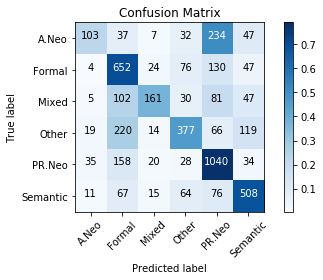 Confusion Matrix
True label
A.Neo 103 37 7 32 234 47
Formal 4 652 24 76 130 47
Mixed 5 102 161 30 81 47
Other 19 220 14 377 66 119
PR.Neo 35 158 20 28 1040 34
Semantic 11 67 15 64 76 508
A.Neo Formal Mixed Other PR.Neo Semantic
Predicted label
0.7
0.6
0.5
0.4
0.3
0.2
0.1